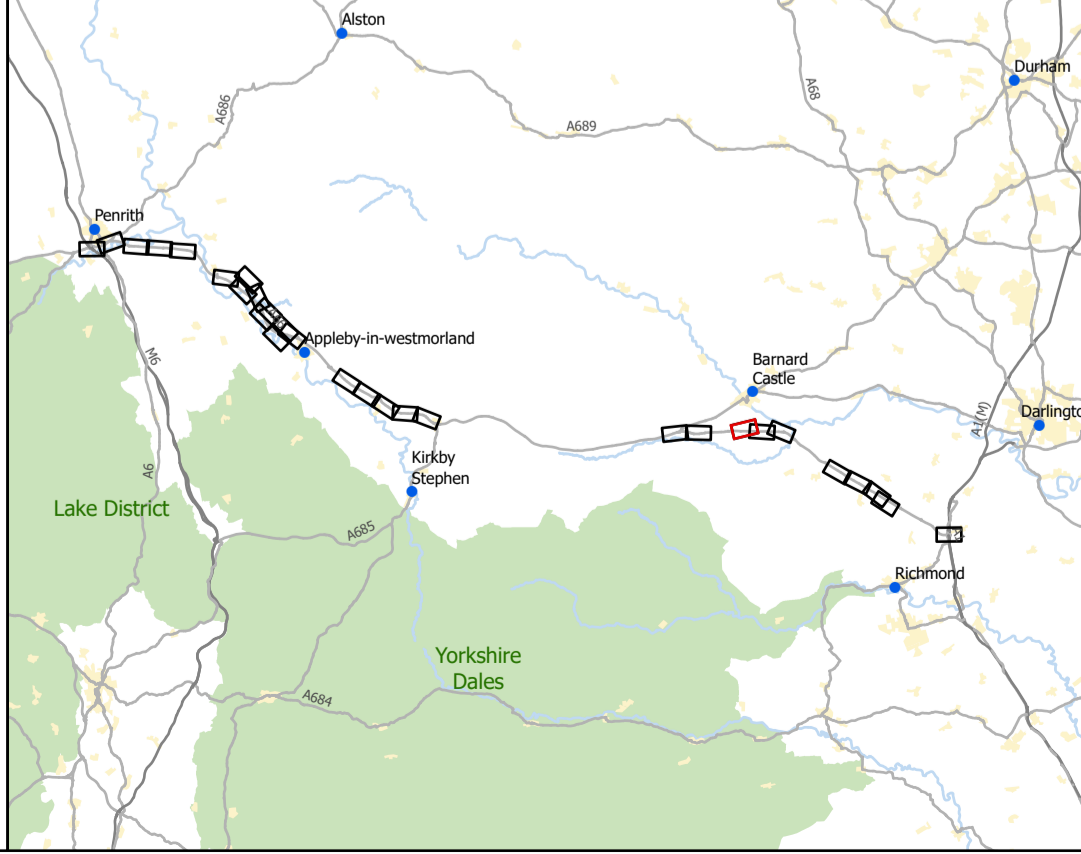 Alston
Durham
A68
A686
A689
Penrith
Appleby-in-westmorland
M6
Barnard
Castle
A1(M)
Darlingto
Kirkby
Stephen
A6
Lake District
A685
Richmond
Yorkshire
Dales
A684